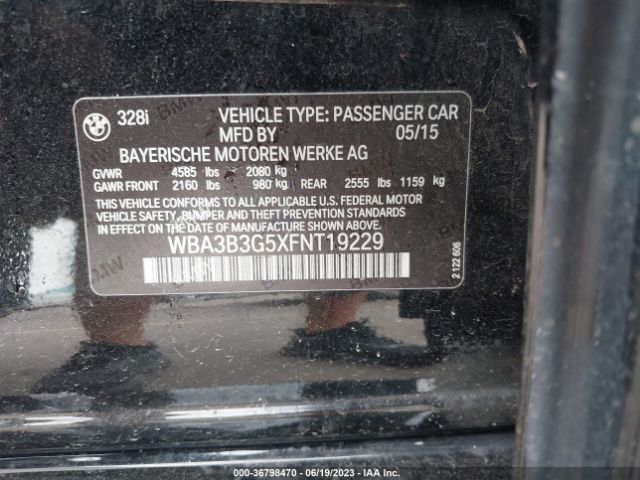 328i VEHICLE TYPE: PASSENGER CAR
MFD BY 05/15
BAYERISCHE MOTOREN WERKE AG
GVWR 4585 lbs 2080 kg
GAWR FRONT 2160 lbs 980 kg REAR 2555 lbs 1159 kg
THIS VEHICLE CONFORMS TO ALL APPLICABLE U.S. FEDERAL MOTOR
VEHICLE SAFETY, BUMPER AND THEFT PREVENTION STANDARDS
IN EFFECT ON THE DATE OF MANUFACTURE SHOWN ABOVE.
WBA3B3G5XFNT19229
2 122 606
000-36798470 - 06/19/2023 - IAA Inc.